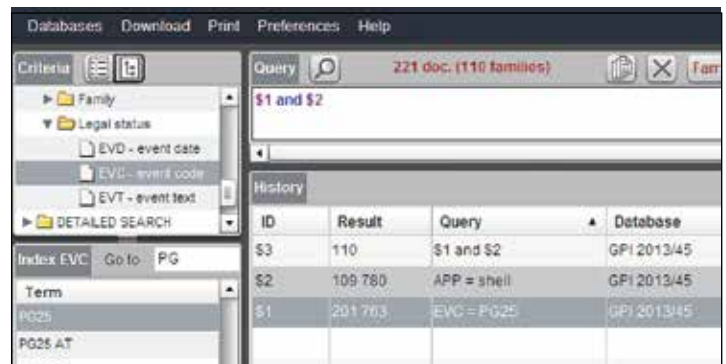 Databases Download Print Preferences Help
Criteria
Family
Legal status
EVD - event date
EVC - event code
EVT - event text
DETAILED SEARCH
Index EVC Go to PG
Term
PG25
PG25 AT
Query 221 doc. (110 families) Fam
$1 and $2
History
ID Result Query Database
$3 110 $1 and $2 GPI 2013/45
$2 109 780 APP = shell GPI 2013/45
$1 201 763 EVC = PG25 GPI 2013/45